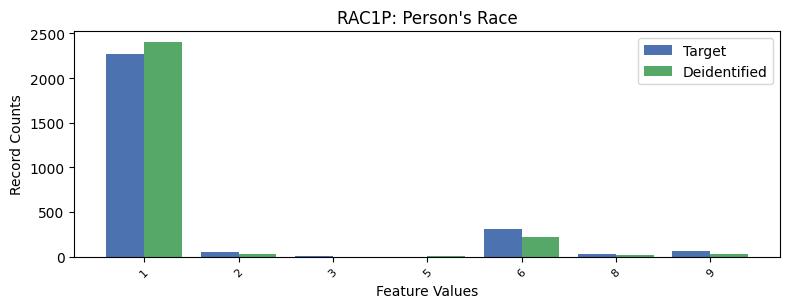 RAC1P: Person's Race
2500
2000
1500
1000
500
0
Record Counts
Target
Deidentified
1
2
3
5
6
8
9
Feature Values